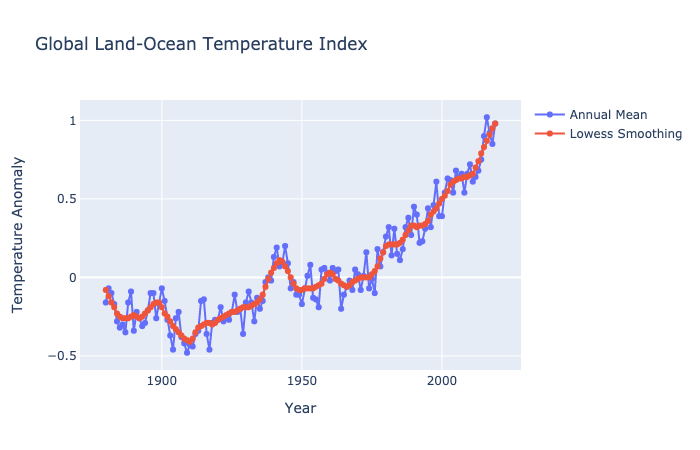 Global Land-Ocean Temperature Index
Annual Mean
Lowess Smoothing
Temperature Anomaly
1
0.5
0
−0.5
1900
1950
2000
Year